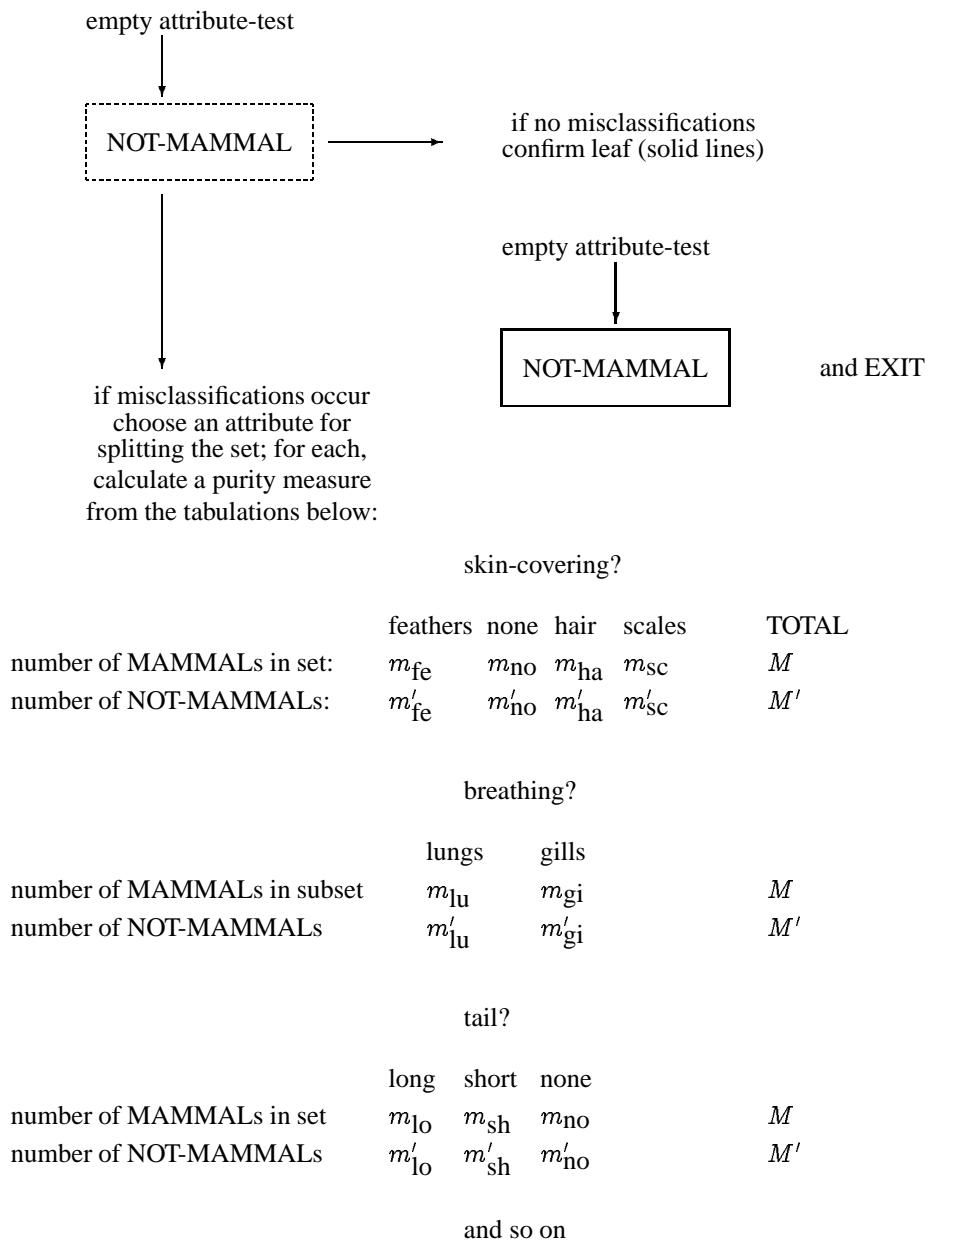 empty attribute-test
NOT-MAMMAL
if no misclassifications
confirm leaf (solid lines)
empty attribute-test
NOT-MAMMAL and EXIT
if misclassifications occur
choose an attribute for
splitting the set; for each,
calculate a purity measure
from the tabulations below:
skin-covering?
feathers none hair scales TOTAL
number of MAMMALs in set: m_fe m_no m_ha m_sc M
number of NOT-MAMMALs: m'_fe m'_no m'_ha m'_sc M'
breathing?
lungs gills
number of MAMMALs in subset m_lu m_gi M
number of NOT-MAMMALs m'_lu m'_gi M'
tail?
long short none
number of MAMMALs in set m_lo m_sh m_no M
number of NOT-MAMMALs m'_lo m'_sh m'_no M'
and so on